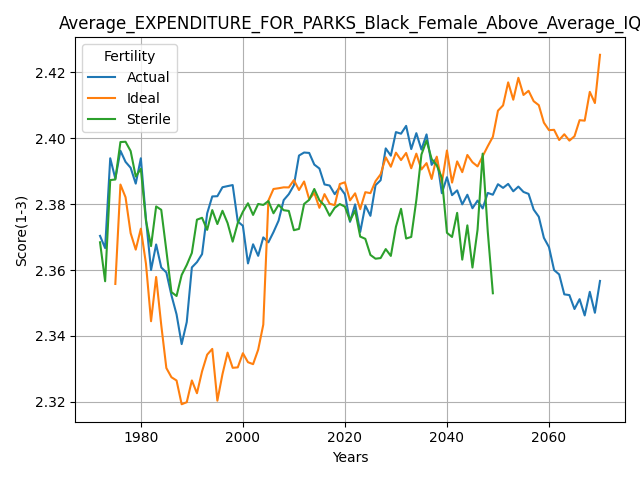 Average_EXPENDITURE_FOR_PARKS_Black_Female_Above_Average_IQ
Fertility
Actual
Ideal
Sterile
Score(1-3)
2.42
2.40
2.38
2.36
2.34
2.32
1980 2000 2020 2040 2060
Years